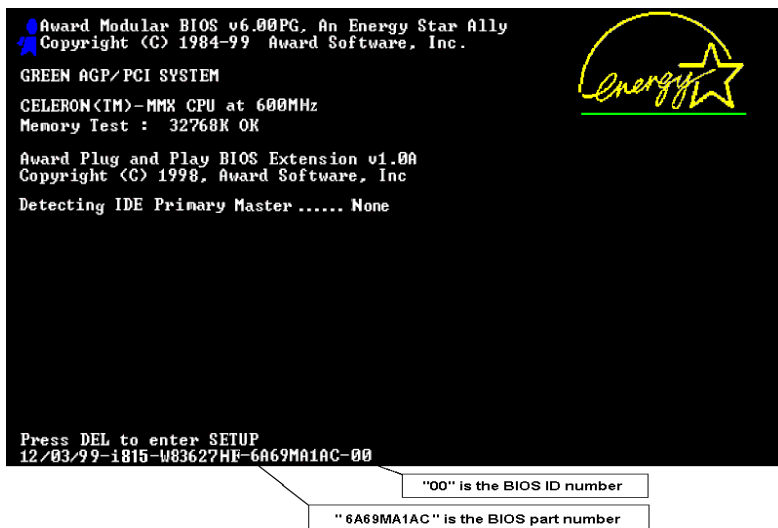 Award Modular BIOS v6.00PG, An Energy Star Ally
Copyright (C) 1984-99 Award Software, Inc.
energy
GREEN AGP/PCI SYSTEM
CELERON(TM)-MMX CPU at 600MHz
Memory Test : 32768K OK
Award Plug and Play BIOS Extension v1.0A
Copyright (C) 1998, Award Software, Inc
Detecting IDE Primary Master ...... None
Press DEL to enter SETUP
12/03/99-i815-W83627HF-6A69MA1AC-00
"00" is the BIOS ID number
"6A69MA1AC" is the BIOS part number